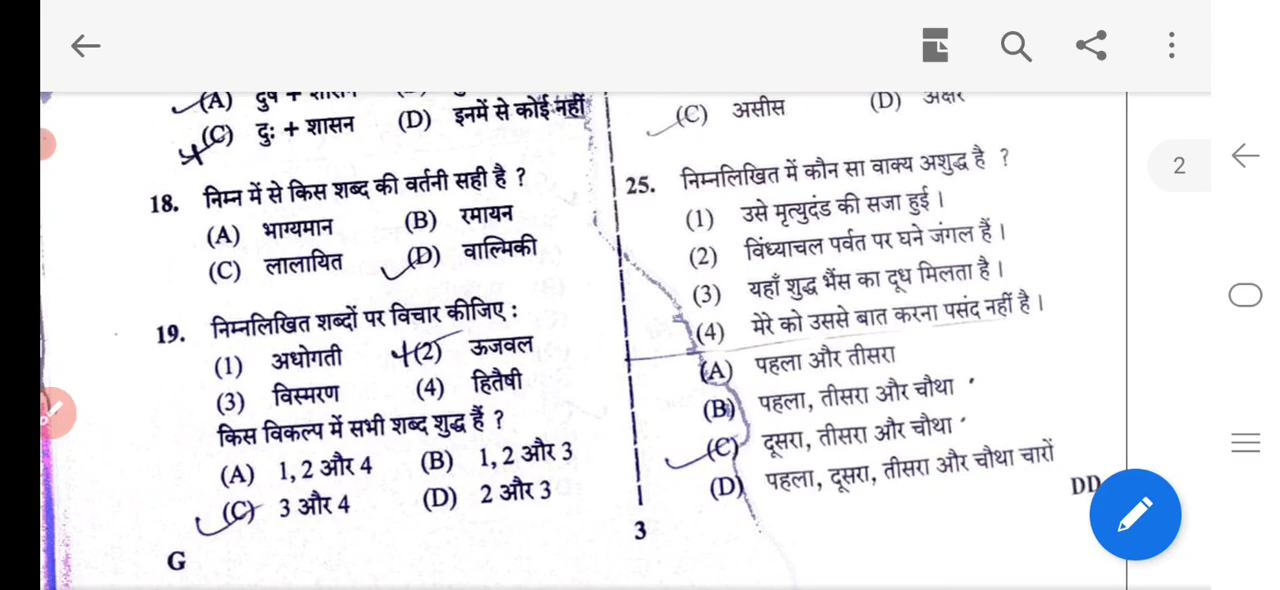 (A) दुष + शासन
(C) दुः + शासन (D) इनमें से कोई नहीं
18. निम्न में से किस शब्द की वर्तनी सही है ?
(A) भाग्यमान (B) रमायन
(C) लालायित (D) वाल्मिकी
19. निम्नलिखित शब्दों पर विचार कीजिए :
(1) अधोगती (2) ऊजवल
(3) विस्मरण (4) हितैषी
किस विकल्प में सभी शब्द शुद्ध हैं ?
(A) 1, 2 और 4 (B) 1, 2 और 3
(C) 3 और 4 (D) 2 और 3
G
(C) असीस (D) अक्षर
25. निम्नलिखित में कौन सा वाक्य अशुद्ध है ?
(1) उसे मृत्युदंड की सजा हुई।
(2) विंध्याचल पर्वत पर घने जंगल हैं।
(3) यहाँ शुद्ध भैंस का दूध मिलता है।
(4) मेरे को उससे बात करना पसंद नहीं है।
(A) पहला और तीसरा
(B) पहला, तीसरा और चौथा
(C) दूसरा, तीसरा और चौथा
(D) पहला, दूसरा, तीसरा और चौथा चारों
3
DD
2